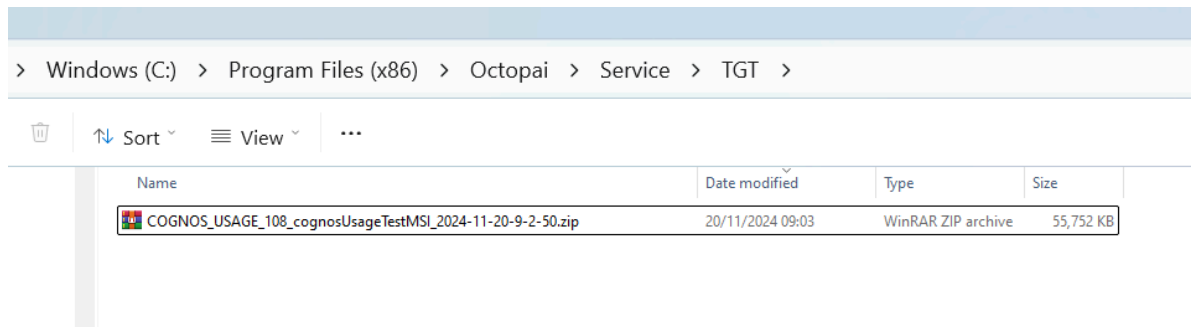 > Windows (C:) > Program Files (x86) > Octopai > Service > TGT >
Sort View ...
Name Date modified Type Size
COGNOS_USAGE_108_cognosUsageTestMSI_2024-11-20-9-2-50.zip 20/11/2024 09:03 WinRAR ZIP archive 55,752 KB